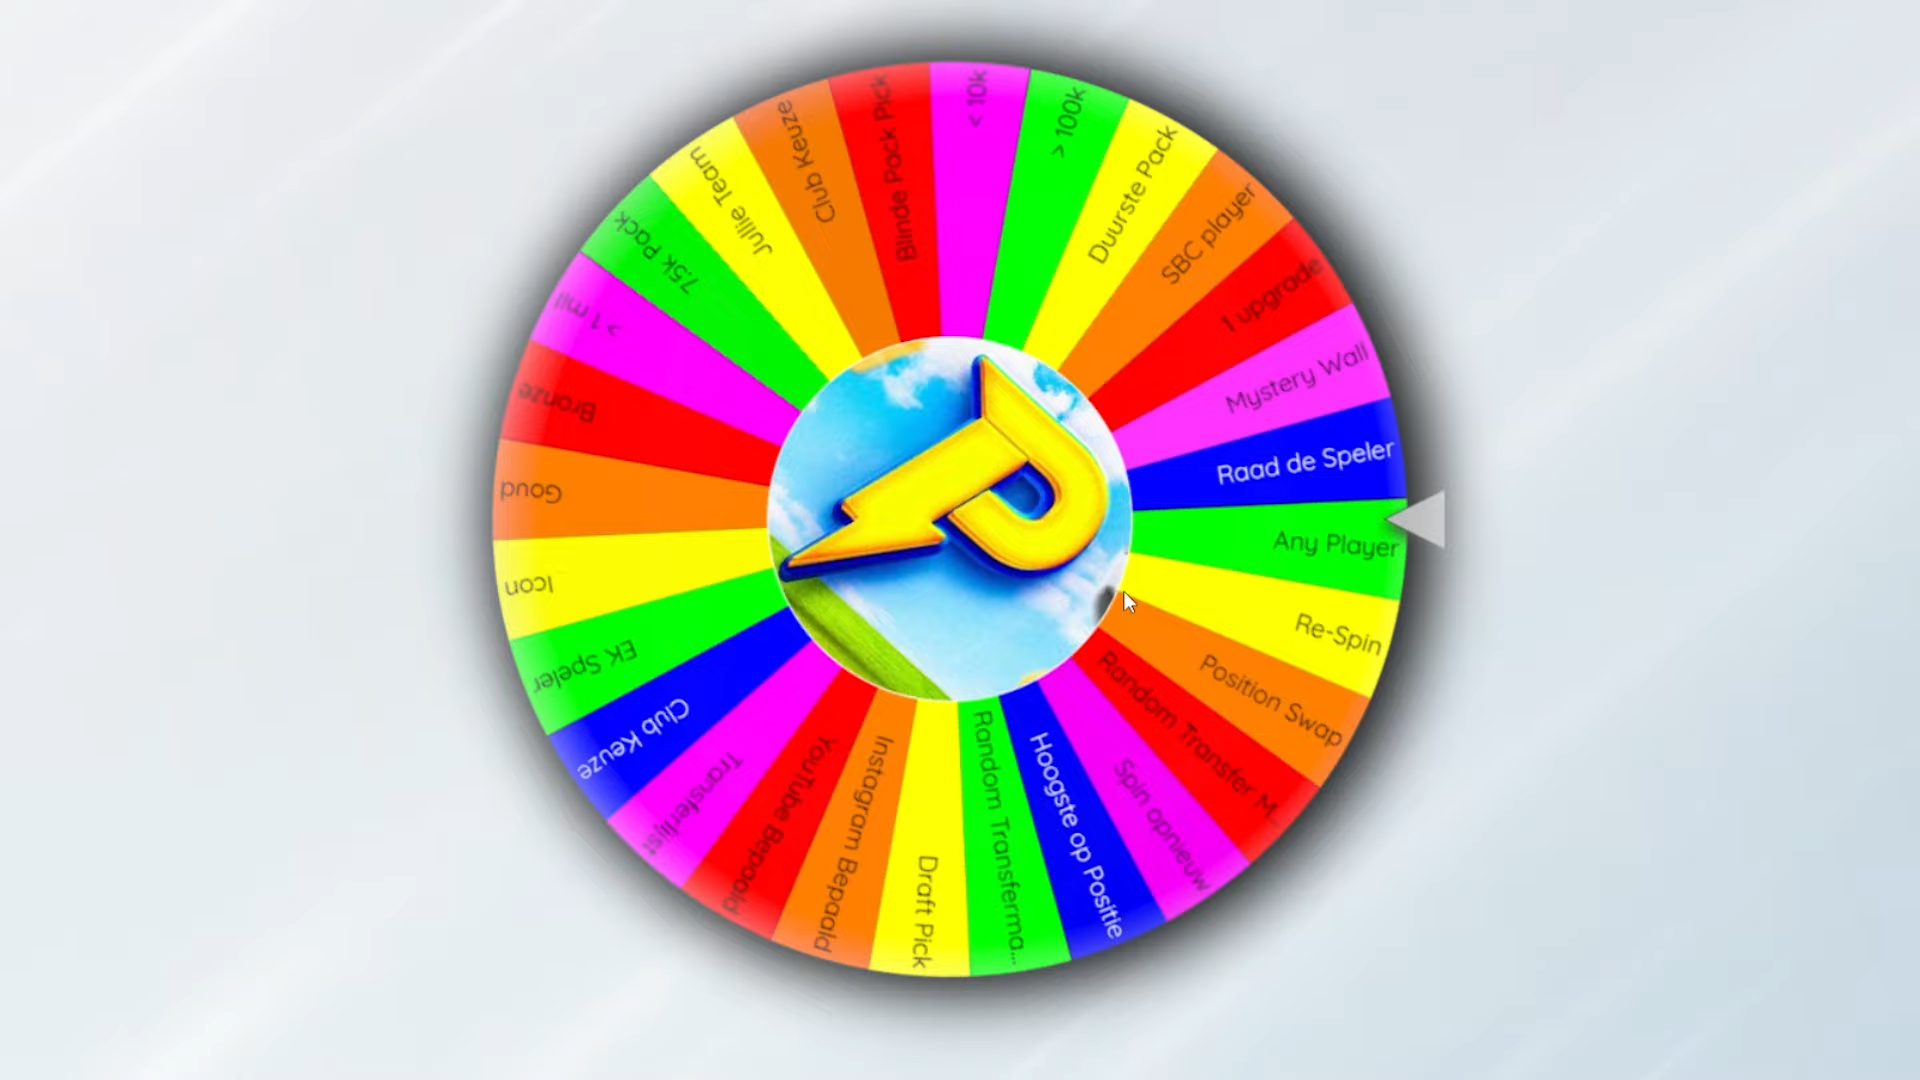 < 10k
> 100k
Duurste Pack
SBC player
1 upgrade
Mystery Wall
Raad de Speler
Any Player
Re-Spin
Position Swap
Random Transfer M...
Spin opnieuw
Hoogste op Positie
Random Transferma...
Draft Pick
Instagram Bepaald
YouTube Bepaald
Transferlijst
Club Keuze
EK Speler
Icon
Goud
Bronze
> 1 mil
7.5k Pack
Jullie Team
Club Keuze
Blinde Pack Pick